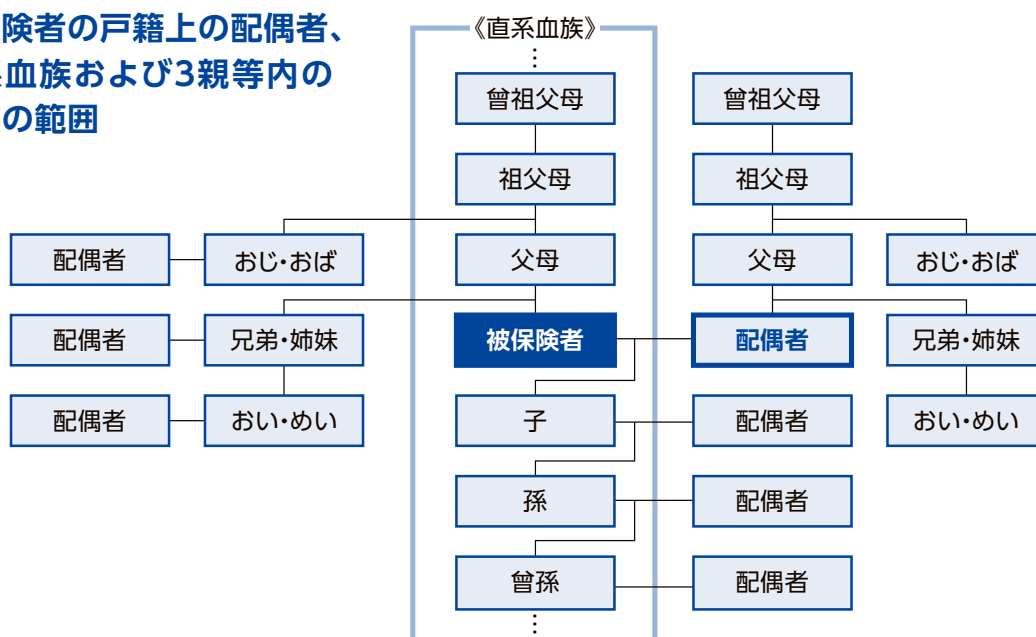 険者の戸籍上の配偶者、
血族および3親等内の
の範囲
《直系血族》
⋮
曾祖父母 曾祖父母
祖父母 祖父母
配偶者 おじ・おば 父母 父母 おじ・おば
配偶者 兄弟・姉妹 被保険者 配偶者 兄弟・姉妹
配偶者 おい・めい 子 配偶者 おい・めい
孫 配偶者
曾孫 配偶者
⋮